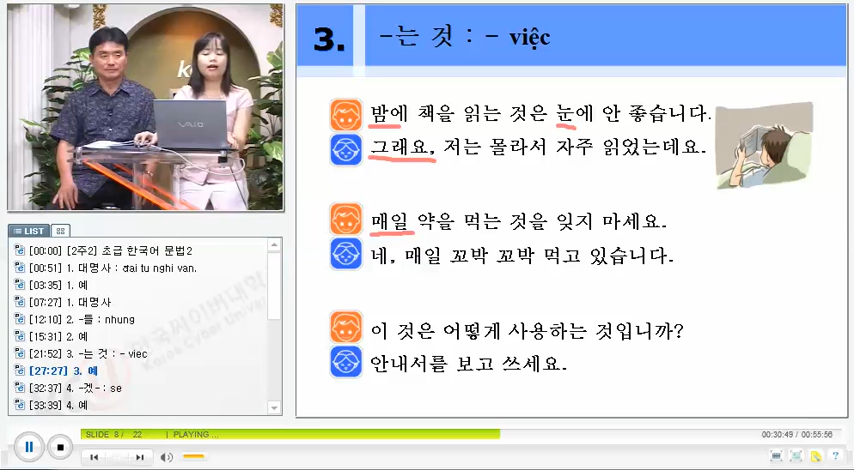 3.
-는 것 : - việc
밤에 책을 읽는 것은 눈에 안 좋습니다.
그래요, 저는 몰라서 자주 읽었는데요.
매일 약을 먹는 것을 잊지 마세요.
네, 매일 꼬박 꼬박 먹고 있습니다.
이 것은 어떻게 사용하는 것입니까?
안내서를 보고 쓰세요.
VAIO
LIST
[00:00] [2주2] 초급 한국어 문법2
[00:51] 1. 대명사 : đai tu nghi van.
[03:35] 1. 예
[07:27] 1. 대명사
[12:10] 2. -들 : nhung
[15:31] 2. 예
[21:52] 3. -는 것 : - viec
[27:27] 3. 예
[32:37] 4. -겠- : se
[33:39] 4. 예
SLIDE 8 / 22 | PLAYING ...
00:30:49 / 00:55:56